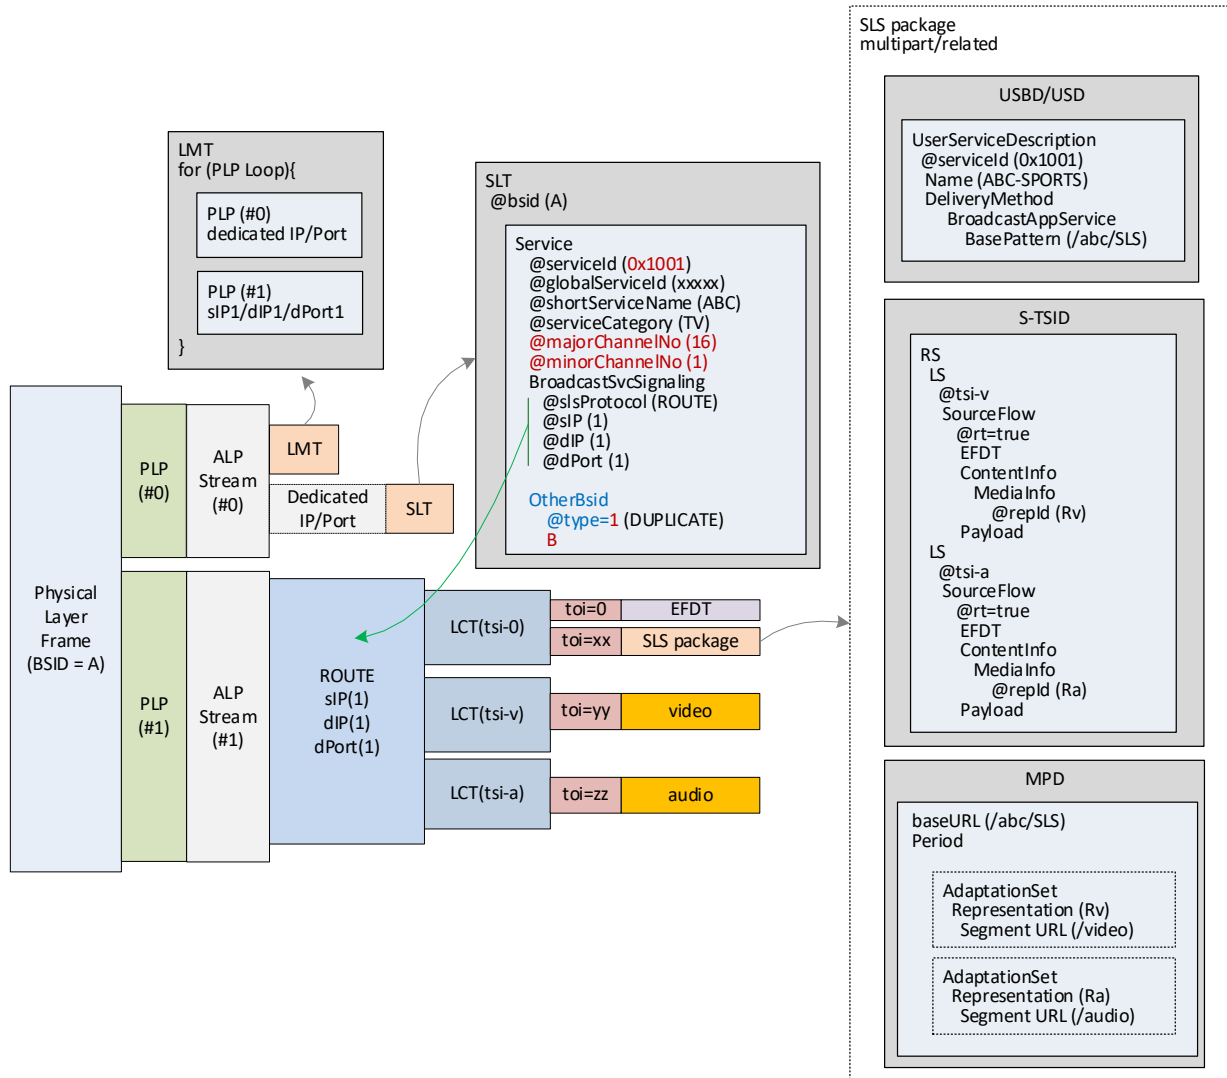 SLS package
multipart/related
USBD/USD
UserServiceDescription
@serviceId (0x1001)
Name (ABC-SPORTS)
DeliveryMethod
BroadcastAppService
BasePattern (/abc/SLS)
LMT
for (PLP Loop){
PLP (#0)
dedicated IP/Port
PLP (#1)
sIP1/dIP1/dPort1
}
SLT
@bsid (A)
Service
@serviceId (0x1001)
@globalServiceId (xxxxx)
@shortServiceName (ABC)
@serviceCategory (TV)
@majorChannelNo (16)
@minorChannelNo (1)
BroadcastSvcSignaling
@slsProtocol (ROUTE)
@sIP (1)
@dIP (1)
@dPort (1)
OtherBsid
@type=1 (DUPLICATE)
B
S-TSID
RS
LS
@tsi-v
SourceFlow
@rt=true
EFDT
ContentInfo
MediaInfo
@repId (Rv)
Payload
LS
@tsi-a
SourceFlow
@rt=true
EFDT
ContentInfo
MediaInfo
@repId (Ra)
Payload
Physical
Layer
Frame
(BSID = A)
PLP
(#0)
ALP
Stream
(#0)
LMT
Dedicated
IP/Port
SLT
PLP
(#1)
ALP
Stream
(#1)
ROUTE
sIP(1)
dIP(1)
dPort(1)
LCT(tsi-0)
toi=0
EFDT
toi=xx
SLS package
LCT(tsi-v)
toi=yy
video
LCT(tsi-a)
toi=zz
audio
MPD
baseURL (/abc/SLS)
Period
AdaptationSet
Representation (Rv)
Segment URL (/video)
AdaptationSet
Representation (Ra)
Segment URL (/audio)